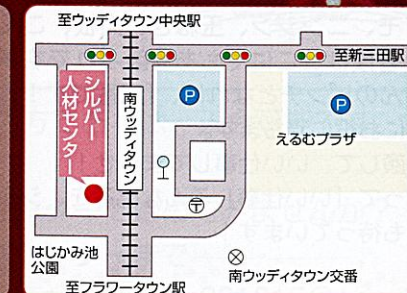 至ウッディタウン中央駅
至新三田駅
シルバー
人材センター
南ウッディタウン
P
P
えるむプラザ
〒
はじかみ池
公園
南ウッディタウン交番
至フラワータウン駅